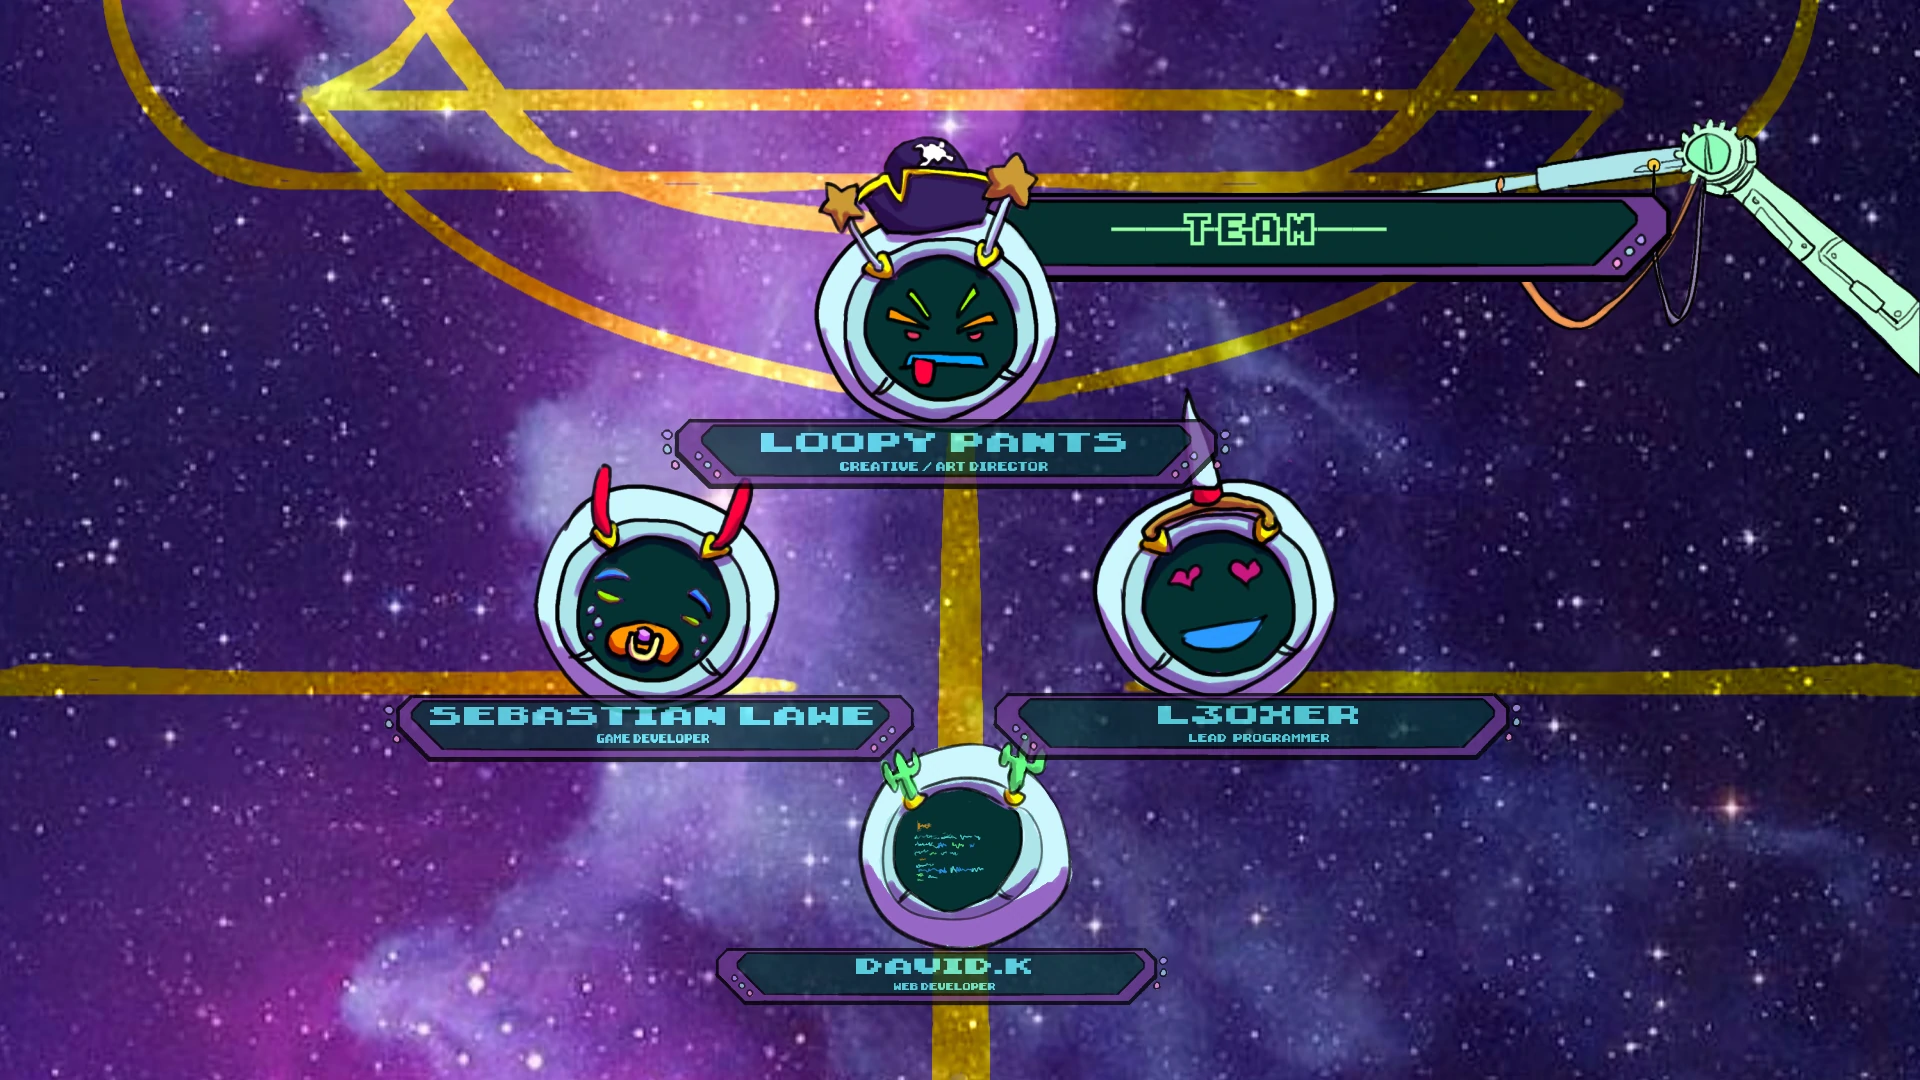 TEAM
LOOPY PANTS
CREATIVE / ART DIRECTOR
SEBASTIAN LAWE
GAME DEVELOPER
L3OXER
LEAD PROGRAMMER
DAVID.K
WEB DEVELOPER